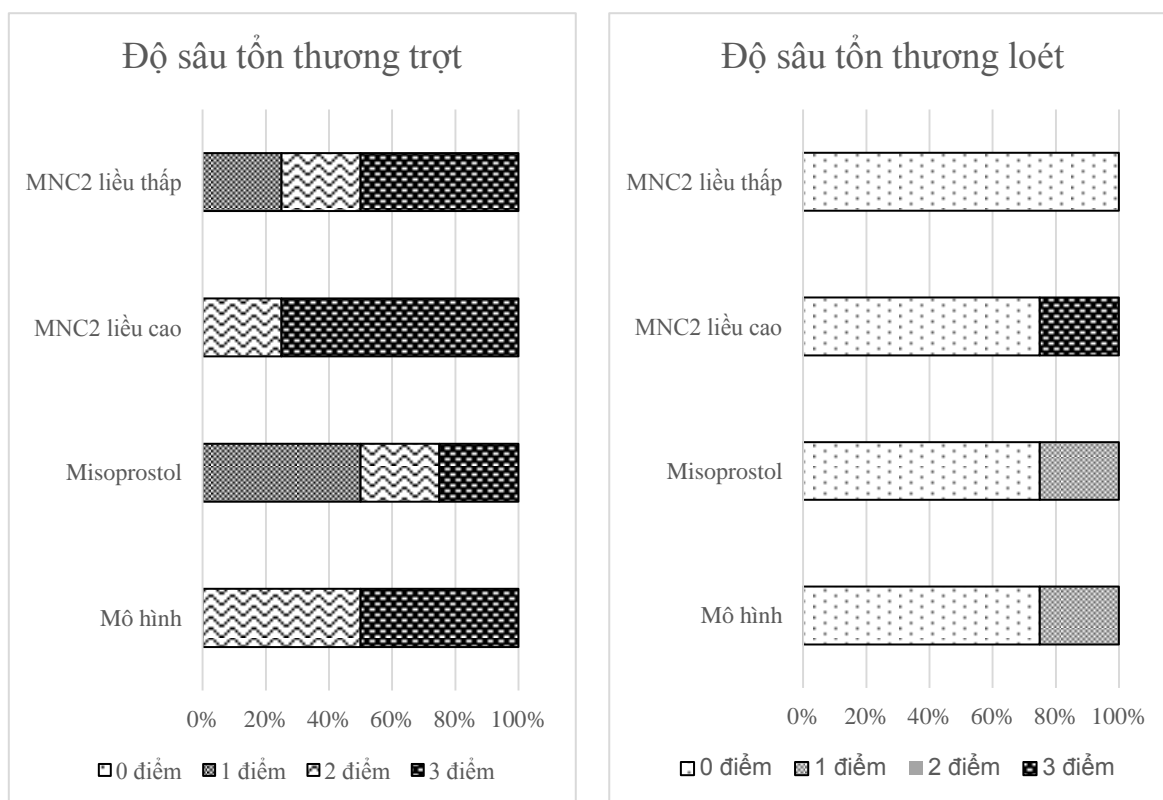 Độ sâu tổn thương trợt
MNC2 liều thấp
MNC2 liều cao
Misoprostol
Mô hình
0% 20% 40% 60% 80% 100%
0 điểm 1 điểm 2 điểm 3 điểm
Độ sâu tổn thương loét
MNC2 liều thấp
MNC2 liều cao
Misoprostol
Mô hình
0% 20% 40% 60% 80% 100%
0 điểm 1 điểm 2 điểm 3 điểm